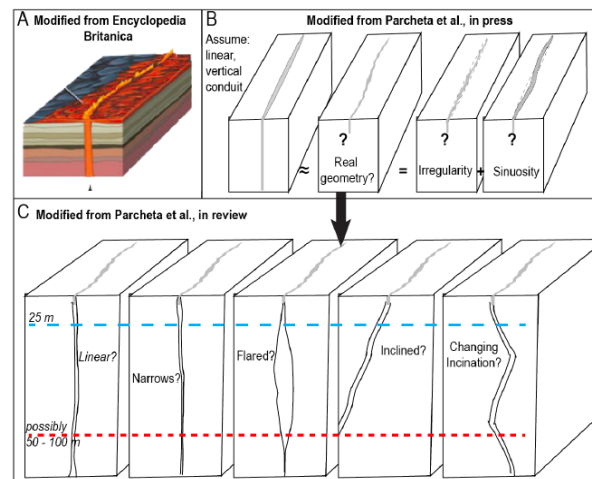 A Modified from Encyclopedia
Britanica
B Modified from Parcheta et al., in press
Assume:
linear,
vertical
conduit
?
?
?
≈
Real
geometry?
=
Irregularity
+
Sinuosity
C Modified from Parcheta et al., in review
25 m
Linear?
Narrows?
Flared?
Inclined?
Changing
Incination?
possibly
50 - 100 m